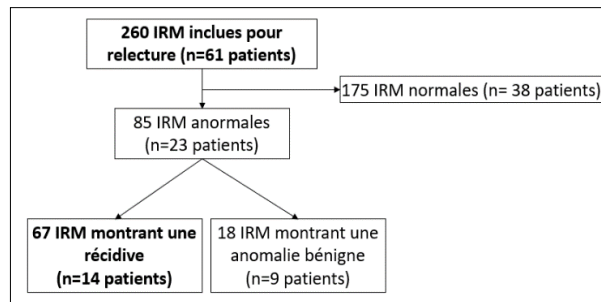 260 IRM inclues pour
relecture (n=61 patients)
175 IRM normales (n= 38 patients)
85 IRM anormales
(n=23 patients)
67 IRM montrant une
récidive
(n=14 patients)
18 IRM montrant une
anomalie bénigne
(n=9 patients)